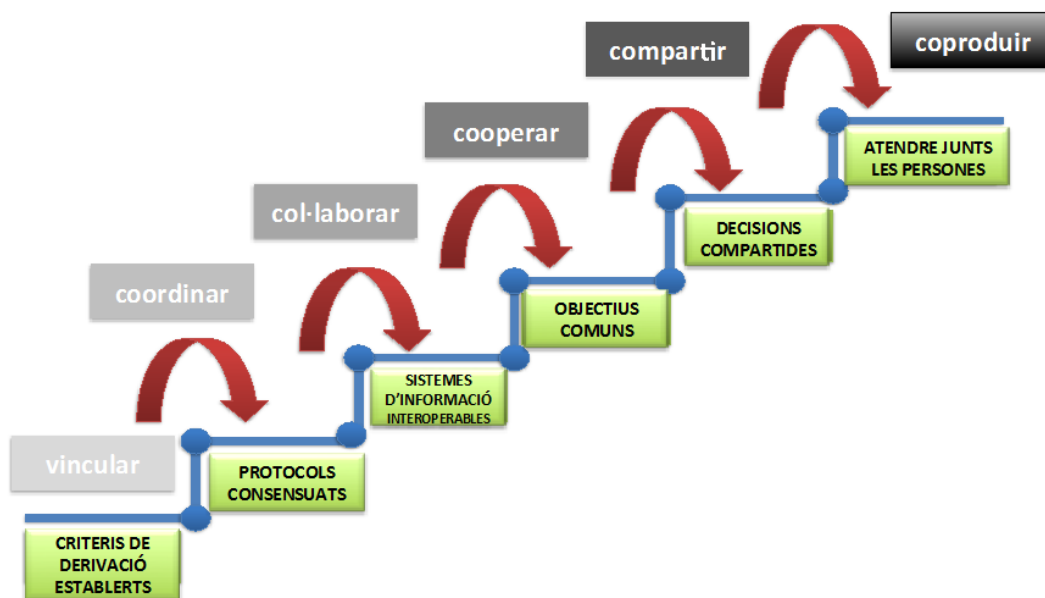 coproduir
compartir
cooperar
ATENDRE JUNTS
LES PERSONES
col·laborar
DECISIONS
COMPARTIDES
coordinar
OBJECTIUS
COMUNS
SISTEMES
D'INFORMACIÓ
INTEROPERABLES
vincular
PROTOCOLS
CONSENSUATS
CRITERIS DE
DERIVACIÓ
ESTABLERTS